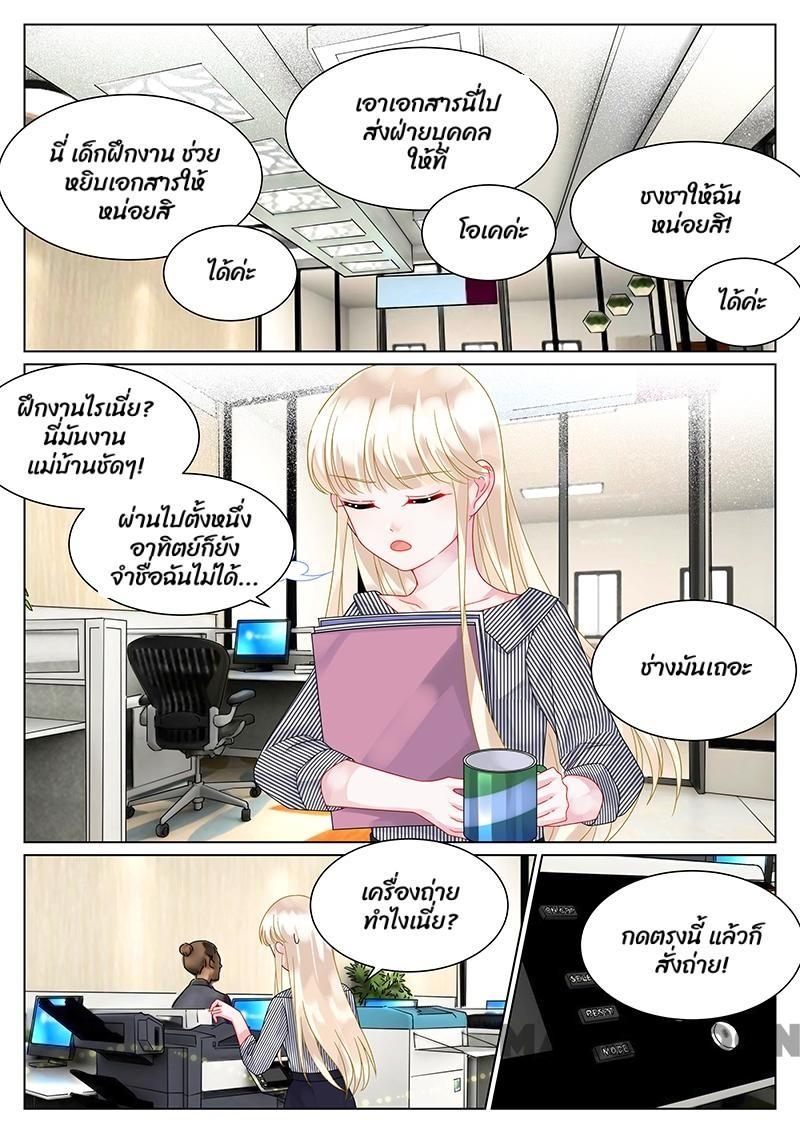 นี่ เด็กฝึกงาน ช่วย
หยิบเอกสารให้
หน่อยสิ
ได้ค่ะ
เอาเอกสารนี่ไป
ส่งฝ่ายบุคคล
ให้ที
โอเคค่ะ
ชงชาให้ฉัน
หน่อยสิ!
ได้ค่ะ
ฝึกงานไรเนี่ย?
นี่มันงาน
แม่บ้านชัดๆ!
ผ่านไปตั้งหนึ่ง
อาทิตย์ก็ยัง
จำชื่อฉันไม่ได้...
ช่างมันเถอะ
เครื่องถ่าย
ทำไงเนี่ย?
กดตรงนี้ แล้วก็
สั่งถ่าย!
MODE